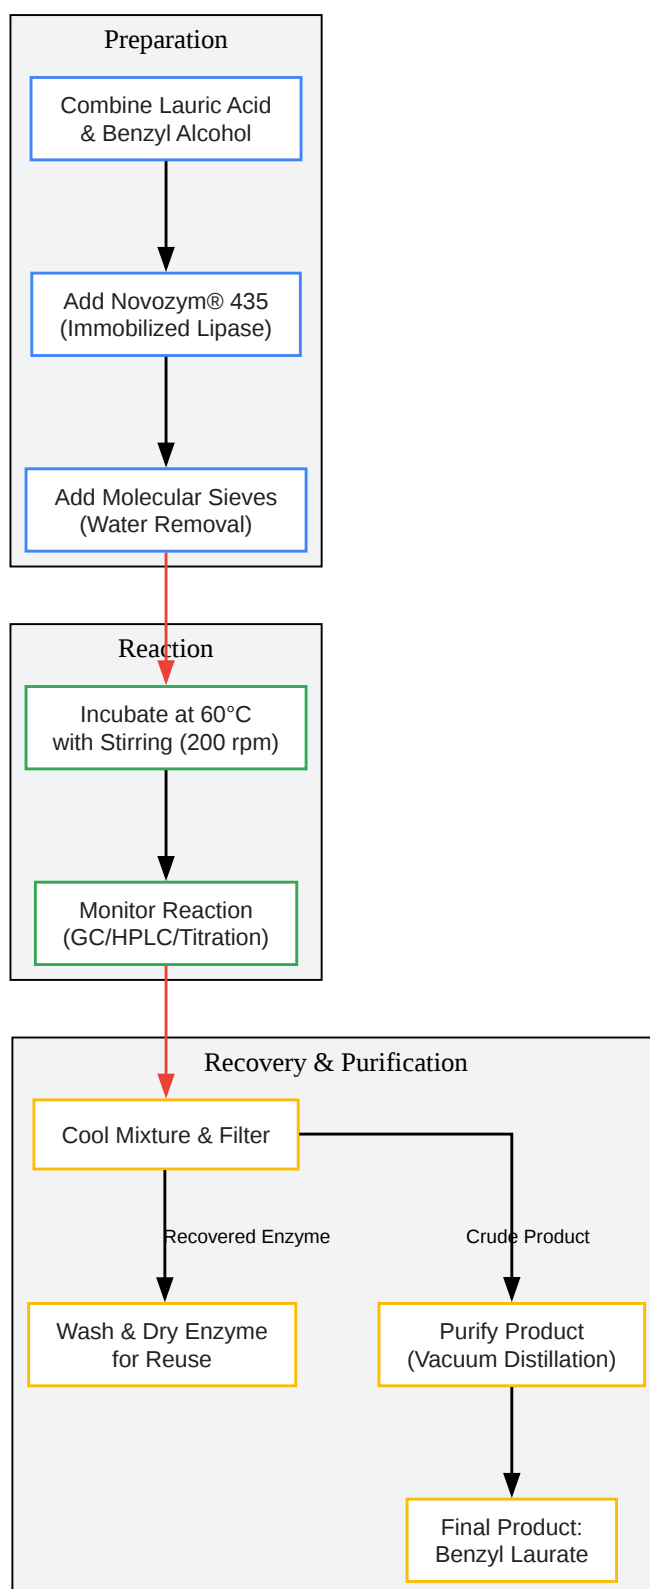 Preparation
Combine Lauric Acid
& Benzyl Alcohol
Add Novozym® 435
(Immobilized Lipase)
Add Molecular Sieves
(Water Removal)
Reaction
Incubate at 60°C
with Stirring (200 rpm)
Monitor Reaction
(GC/HPLC/Titration)
Recovery & Purification
Cool Mixture & Filter
Recovered Enzyme
Crude Product
Wash & Dry Enzyme
for Reuse
Purify Product
(Vacuum Distillation)
Final Product:
Benzyl Laurate